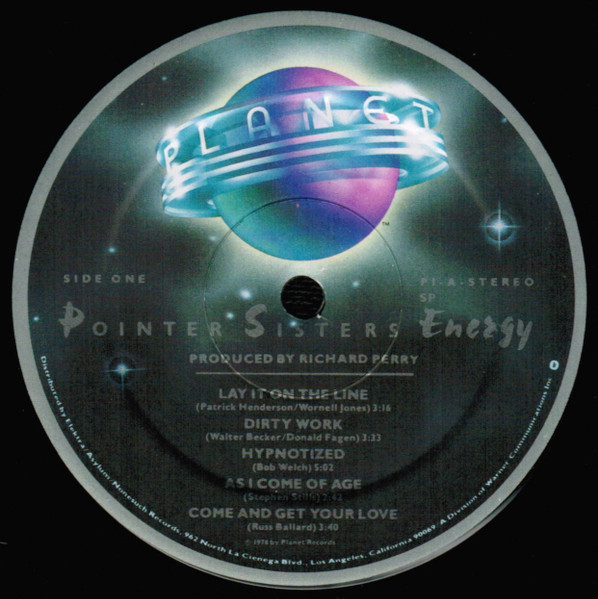 PLANET
™
SIDE ONE
P1-A-STEREO
SP
POINTER SISTERS Energy
PRODUCED BY RICHARD PERRY
LAY IT ON THE LINE
(Patrick Henderson/Wornell Jones) 3:16
DIRTY WORK
(Walter Becker/Donald Fagen) 3:33
HYPNOTIZED
(Bob Welch) 5:02
AS I COME OF AGE
(Stephen Stills) 2:42
COME AND GET YOUR LOVE
(Russ Ballard) 3:40
© 1978 by Planet Records
Distributed by Elektra/Asylum/Nonesuch Records, 962 North La Cienega Blvd., Los Angeles, California 90069. A Division of Warner Communications Inc.